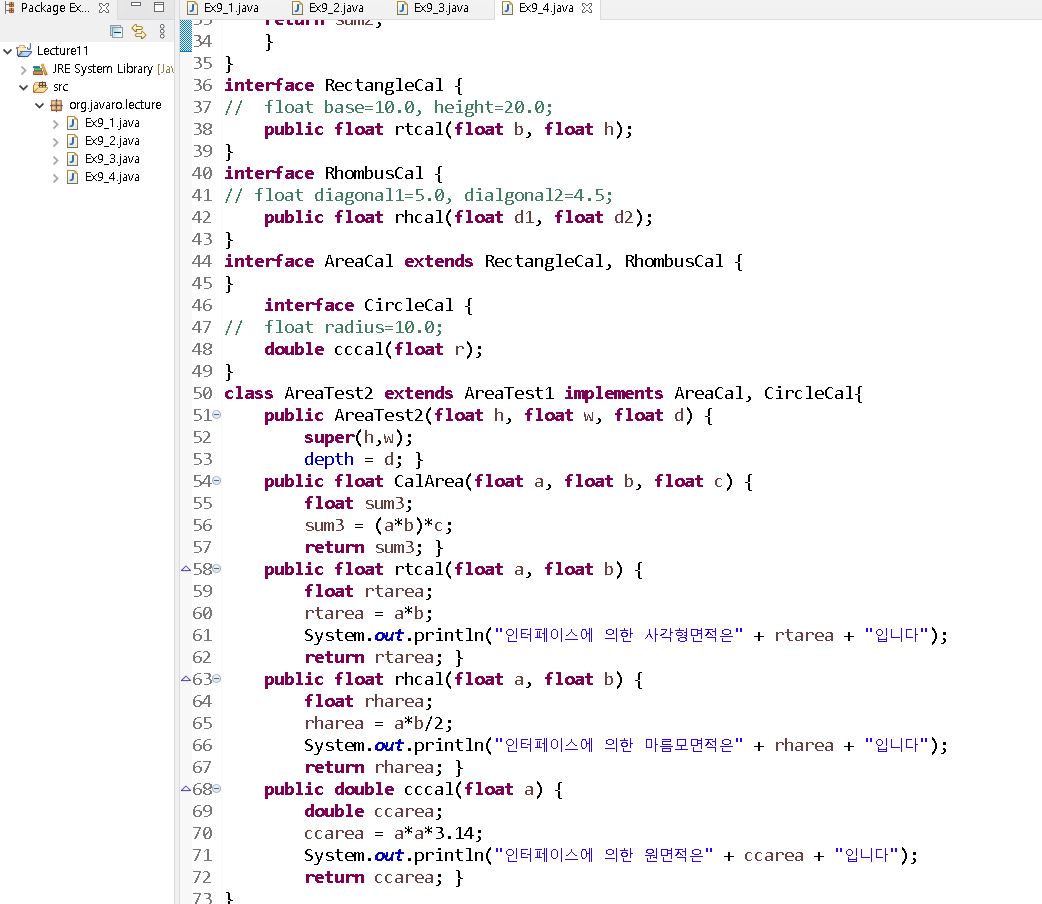 Package Ex...
Ex9_1.java
Ex9_2.java
Ex9_3.java
Ex9_4.java
Lecture11
JRE System Library [Ja
src
org.javaro.lecture
Ex9_1.java
Ex9_2.java
Ex9_3.java
Ex9_4.java
33 return sum2;
34 }
35 }
36 interface RectangleCal {
37 // float base=10.0, height=20.0;
38 public float rtcal(float b, float h);
39 }
40 interface RhombusCal {
41 // float diagonal1=5.0, dialgonal2=4.5;
42 public float rhcal(float d1, float d2);
43 }
44 interface AreaCal extends RectangleCal, RhombusCal {
45 }
46 interface CircleCal {
47 // float radius=10.0;
48 double cccal(float r);
49 }
50 class AreaTest2 extends AreaTest1 implements AreaCal, CircleCal{
51 public AreaTest2(float h, float w, float d) {
52 super(h,w);
53 depth = d; }
54 public float CalArea(float a, float b, float c) {
55 float sum3;
56 sum3 = (a*b)*c;
57 return sum3; }
58 public float rtcal(float a, float b) {
59 float rtarea;
60 rtarea = a*b;
61 System.out.println("인터페이스에 의한 사각형면적은" + rtarea + "입니다");
62 return rtarea; }
63 public float rhcal(float a, float b) {
64 float rharea;
65 rharea = a*b/2;
66 System.out.println("인터페이스에 의한 마름모면적은" + rharea + "입니다");
67 return rharea; }
68 public double cccal(float a) {
69 double ccarea;
70 ccarea = a*a*3.14;
71 System.out.println("인터페이스에 의한 원면적은" + ccarea + "입니다");
72 return ccarea; }
73 }